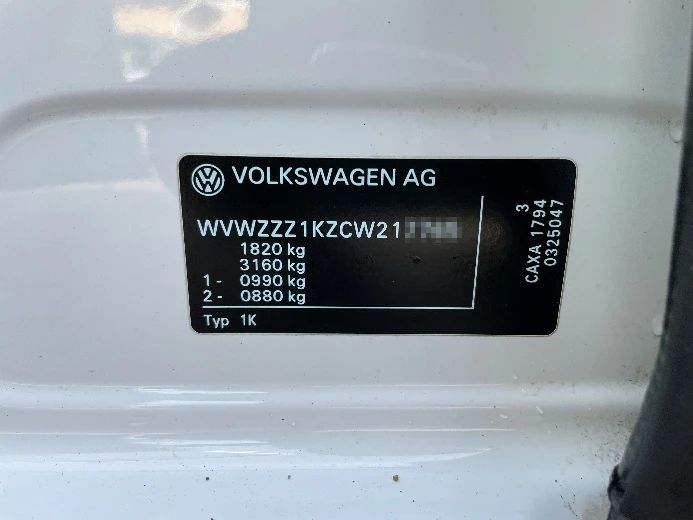 VOLKSWAGEN AG
WVWZZZ1KZCW21
1820 kg
3160 kg
1 - 0990 kg
2 - 0880 kg
Typ 1K
3
CAXA 1794
0325047